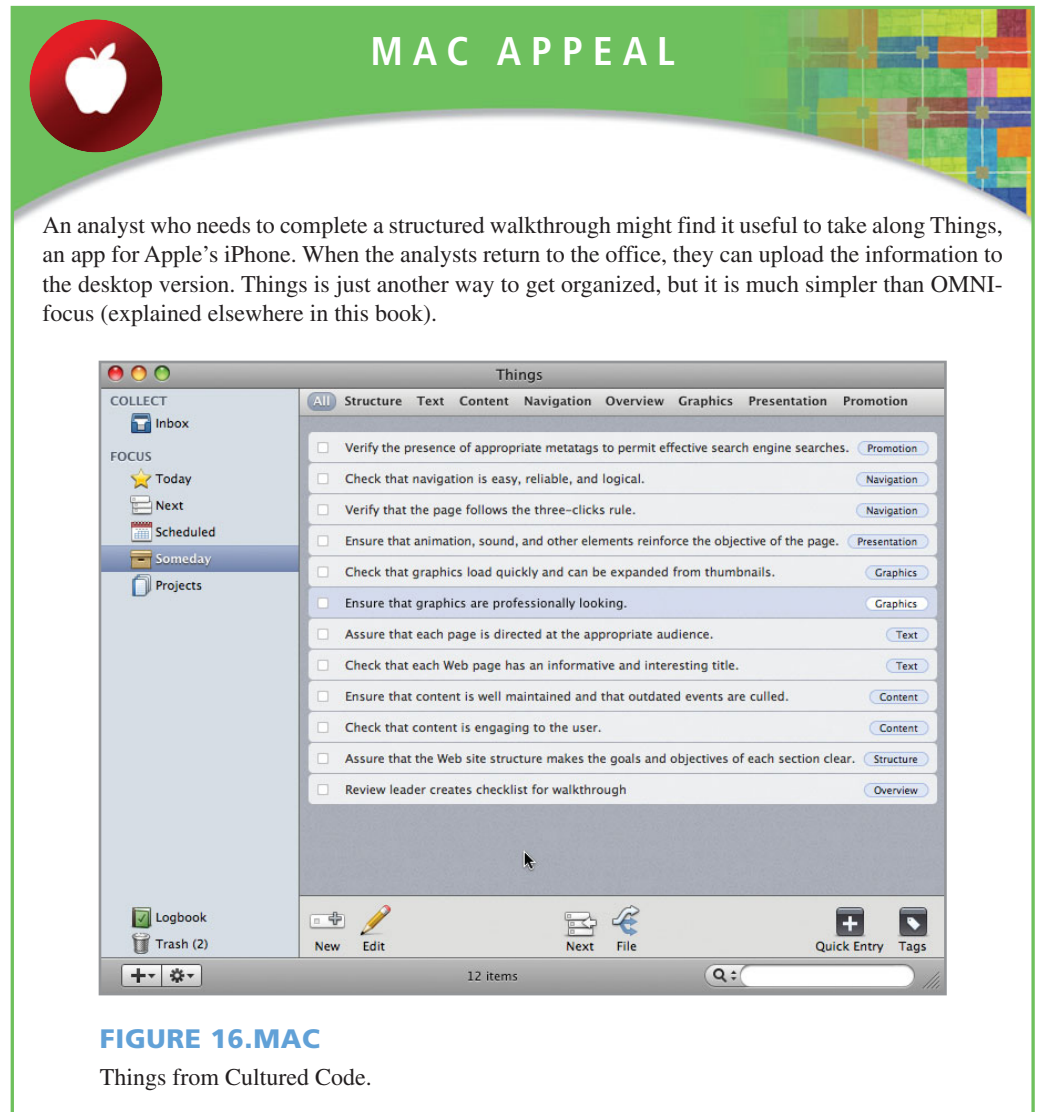 MAC APPEAL
An analyst who needs to complete a structured walkthrough might find it useful to take along Things,
an app for Apple's iPhone. When the analysts return to the office, they can upload the information to
the desktop version. Things is just another way to get organized, but it is much simpler than OMNI-
focus (explained elsewhere in this book).
Things
COLLECT
Inbox
FOCUS
Today
Next
Scheduled
Someday
Projects
Logbook
Trash (2)
All Structure Text Content Navigation Overview Graphics Presentation Promotion
Verify the presence of appropriate metatags to permit effective search engine searches. Promotion
Check that navigation is easy, reliable, and logical. Navigation
Verify that the page follows the three-clicks rule. Navigation
Ensure that animation, sound, and other elements reinforce the objective of the page. Presentation
Check that graphics load quickly and can be expanded from thumbnails. Graphics
Ensure that graphics are professionally looking. Graphics
Assure that each page is directed at the appropriate audience. Text
Check that each Web page has an informative and interesting title. Text
Ensure that content is well maintained and that outdated events are culled. Content
Check that content is engaging to the user. Content
Assure that the Web site structure makes the goals and objectives of each section clear. Structure
Review leader creates checklist for walkthrough Overview
New Edit Next File Quick Entry Tags
12 items
FIGURE 16.MAC
Things from Cultured Code.